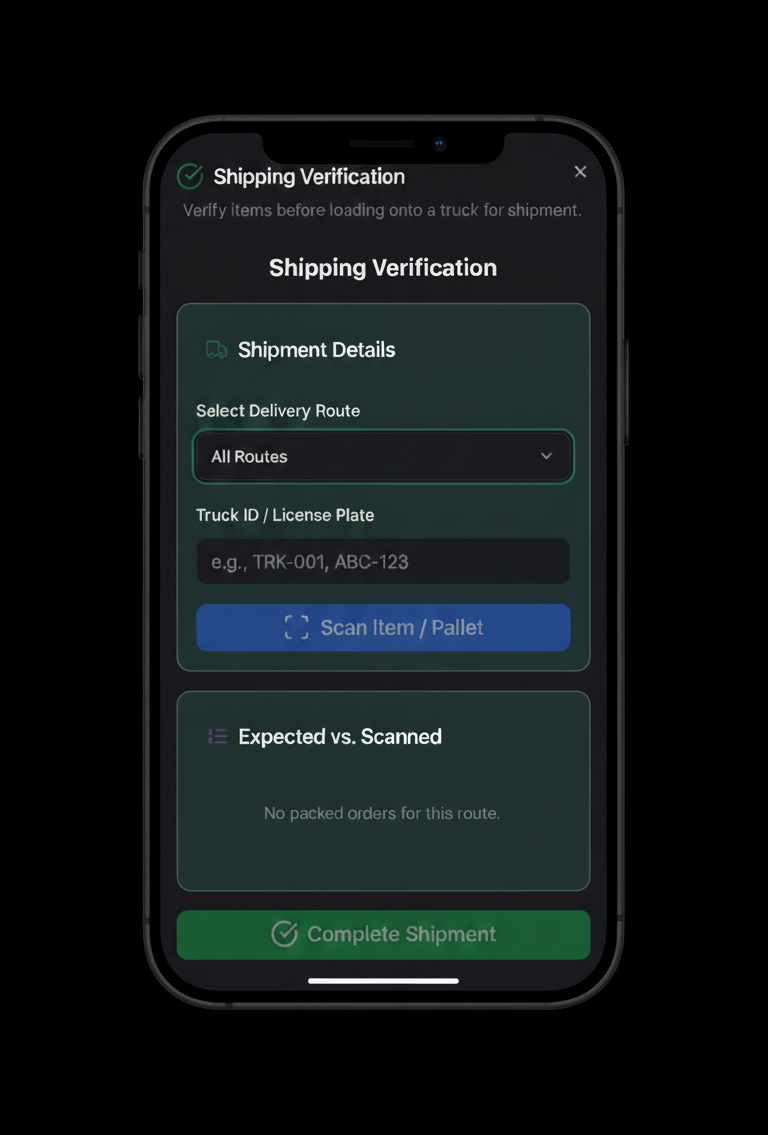 Shipping Verification
Verify items before loading onto a truck for shipment.
Shipping Verification
Shipment Details
Select Delivery Route
All Routes
Truck ID / License Plate
e.g., TRK-001, ABC-123
Scan Item / Pallet
Expected vs. Scanned
No packed orders for this route.
Complete Shipment